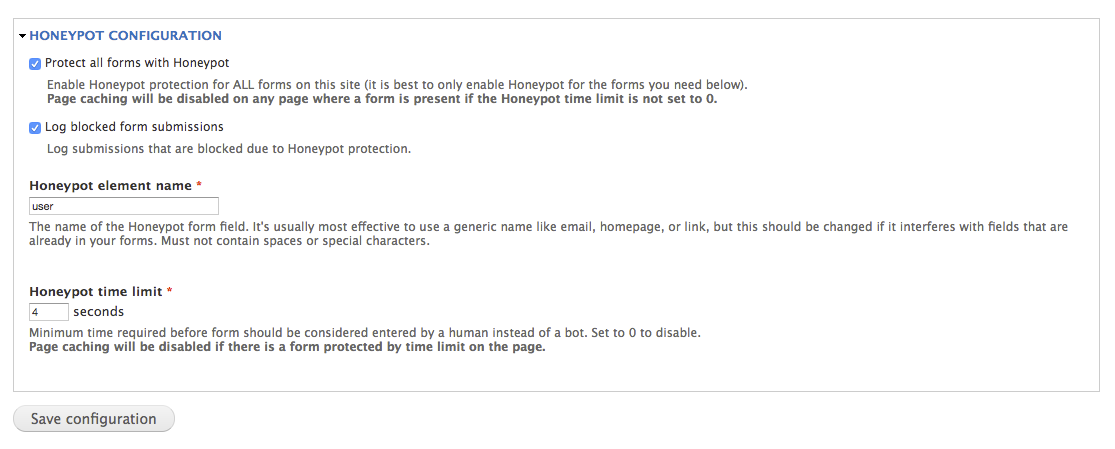 HONEYPOT CONFIGURATION
Protect all forms with Honeypot
Enable Honeypot protection for ALL forms on this site (it is best to only enable Honeypot for the forms you need below).
Page caching will be disabled on any page where a form is present if the Honeypot time limit is not set to 0.
Log blocked form submissions
Log submissions that are blocked due to Honeypot protection.
Honeypot element name *
user
The name of the Honeypot form field. It's usually most effective to use a generic name like email, homepage, or link, but this should be changed if it interferes with fields that are
already in your forms. Must not contain spaces or special characters.
Honeypot time limit *
4 seconds
Minimum time required before form should be considered entered by a human instead of a bot. Set to 0 to disable.
Page caching will be disabled if there is a form protected by time limit on the page.
Save configuration